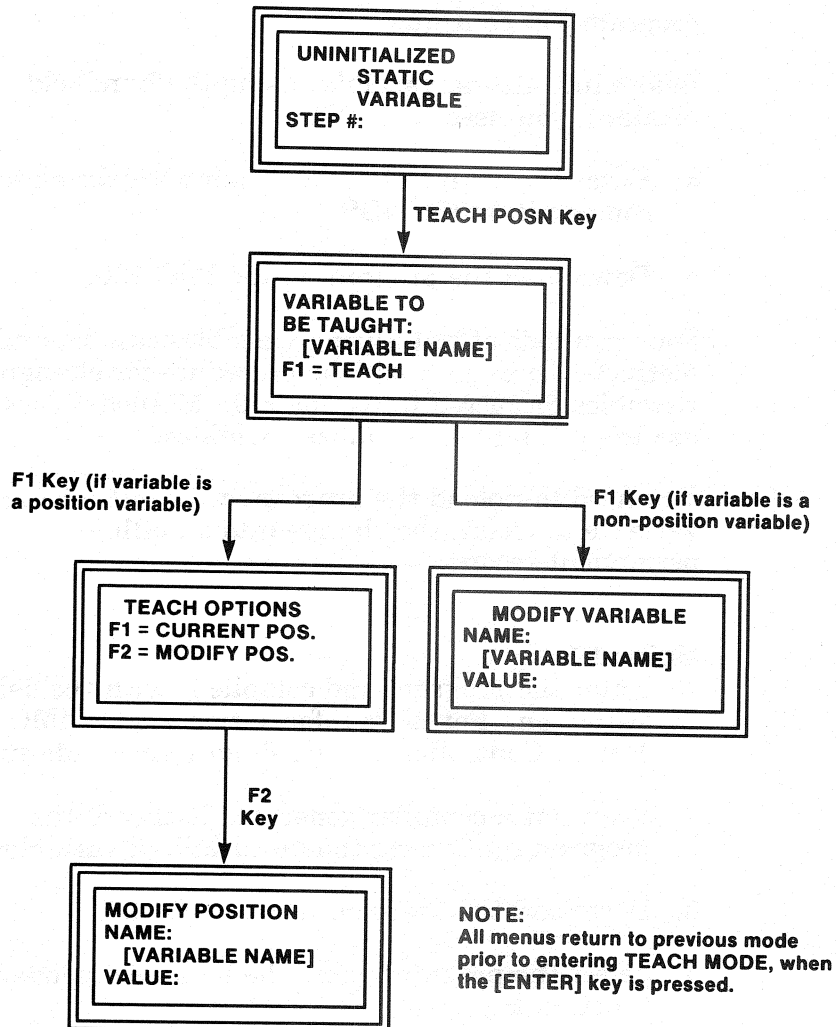 UNINITIALIZED
STATIC
VARIABLE
STEP #:
TEACH POSN Key
VARIABLE TO
BE TAUGHT:
[VARIABLE NAME]
F1 = TEACH
F1 Key (if variable is
a position variable)
F1 Key (if variable is a
non-position variable)
TEACH OPTIONS
F1 = CURRENT POS.
F2 = MODIFY POS.
MODIFY VARIABLE
NAME:
[VARIABLE NAME]
VALUE:
F2
Key
MODIFY POSITION
NAME:
[VARIABLE NAME]
VALUE:
NOTE:
All menus return to previous mode
prior to entering TEACH MODE, when
the [ENTER] key is pressed.